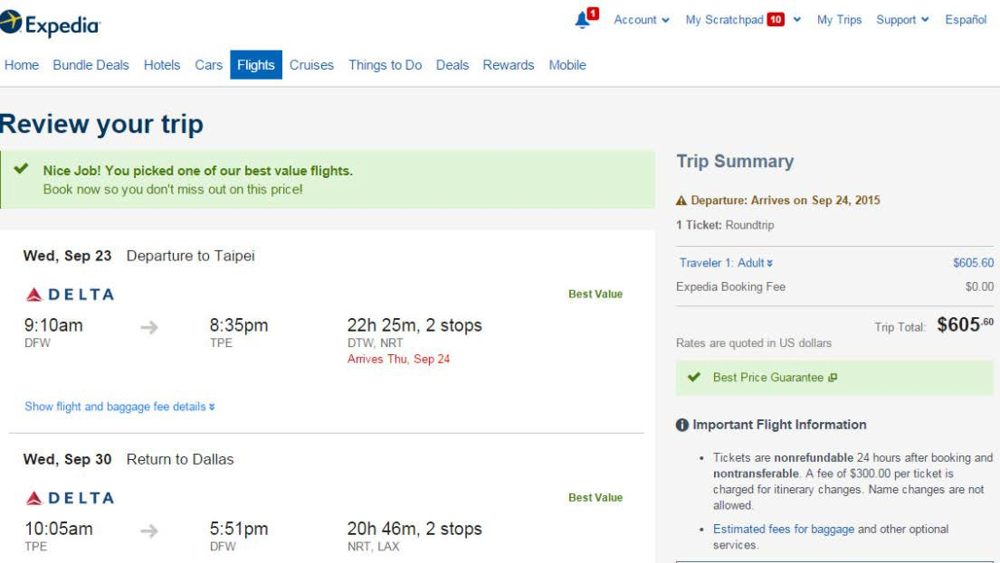 Expedia
1
Account
My Scratchpad 10
My Trips
Support
Español
Home
Bundle Deals
Hotels
Cars
Flights
Cruises
Things to Do
Deals
Rewards
Mobile
Review your trip
Nice Job! You picked one of our best value flights.
Book now so you don't miss out on this price!
Wed, Sep 23 Departure to Taipei
DELTA
Best Value
9:10am 8:35pm 22h 25m, 2 stops
DFW TPE DTW, NRT
Arrives Thu, Sep 24
Show flight and baggage fee details
Wed, Sep 30 Return to Dallas
DELTA
Best Value
10:05am 5:51pm 20h 46m, 2 stops
TPE DFW NRT, LAX
Trip Summary
Departure: Arrives on Sep 24, 2015
1 Ticket: Roundtrip
Traveler 1: Adult $605.60
Expedia Booking Fee $0.00
Trip Total: $605.60
Rates are quoted in US dollars
Best Price Guarantee
Important Flight Information
• Tickets are nonrefundable 24 hours after booking and
nontransferable. A fee of $300.00 per ticket is
charged for itinerary changes. Name changes are not
allowed.
• Estimated fees for baggage and other optional
services.